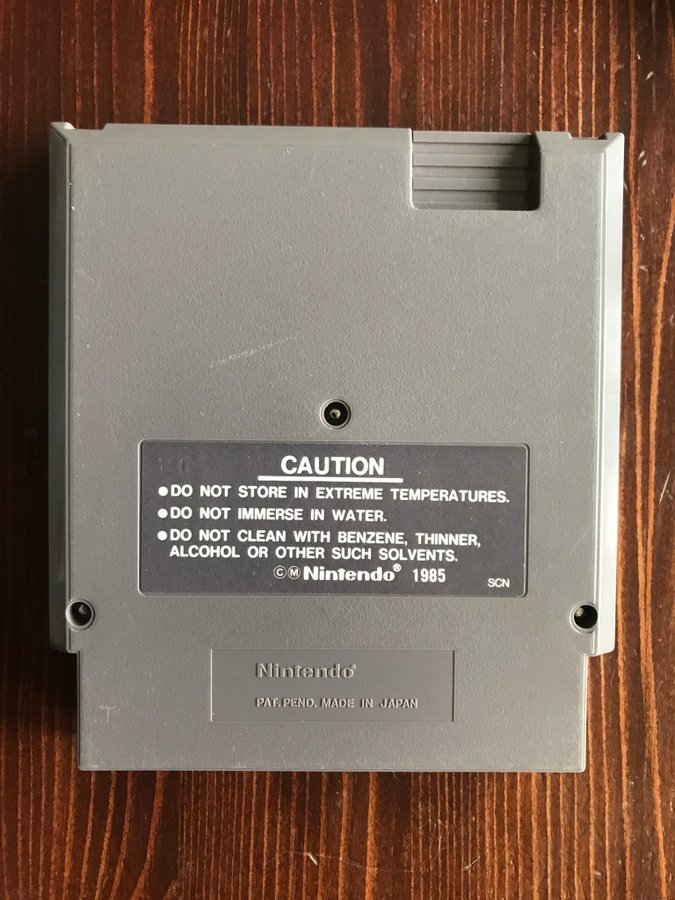 CAUTION
●DO NOT STORE IN EXTREME TEMPERATURES.
●DO NOT IMMERSE IN WATER.
●DO NOT CLEAN WITH BENZENE, THINNER,
ALCOHOL OR OTHER SUCH SOLVENTS.
ⒸⓂNintendo® 1985
SCN
Nintendo®
PAT. PEND. MADE IN JAPAN